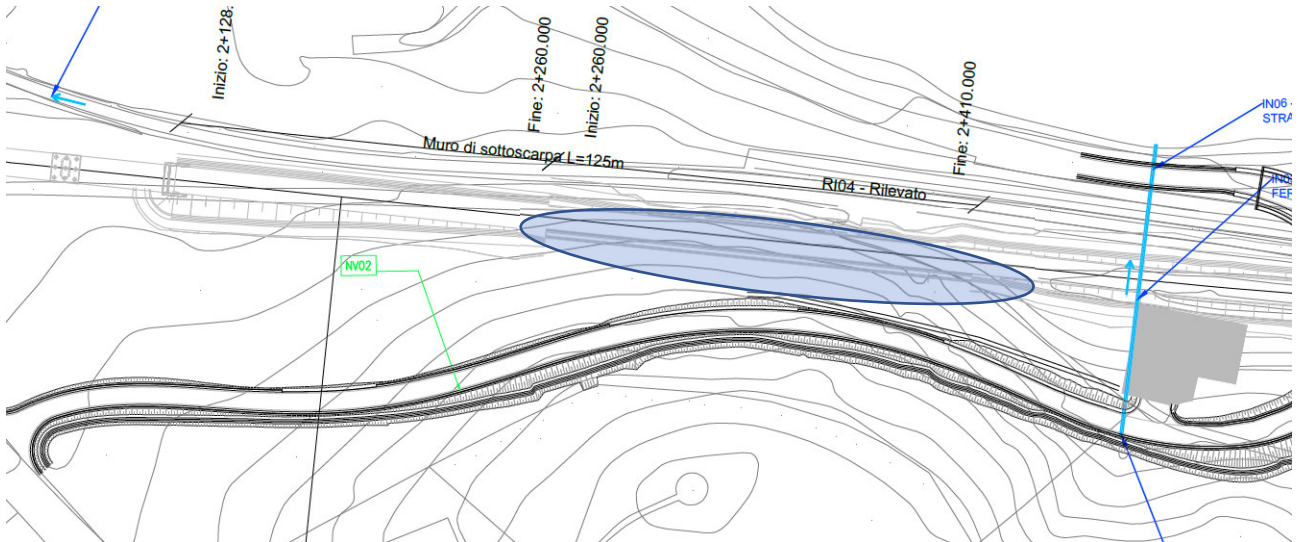 Inizio: 2+128.
Fine: 2+260.000
Inizio: 2+260.000
Fine: 2+410.000
Muro di sottoscarpa L=125m
RI04 - Rilevato
IN06 -
STRA
FER
NV02